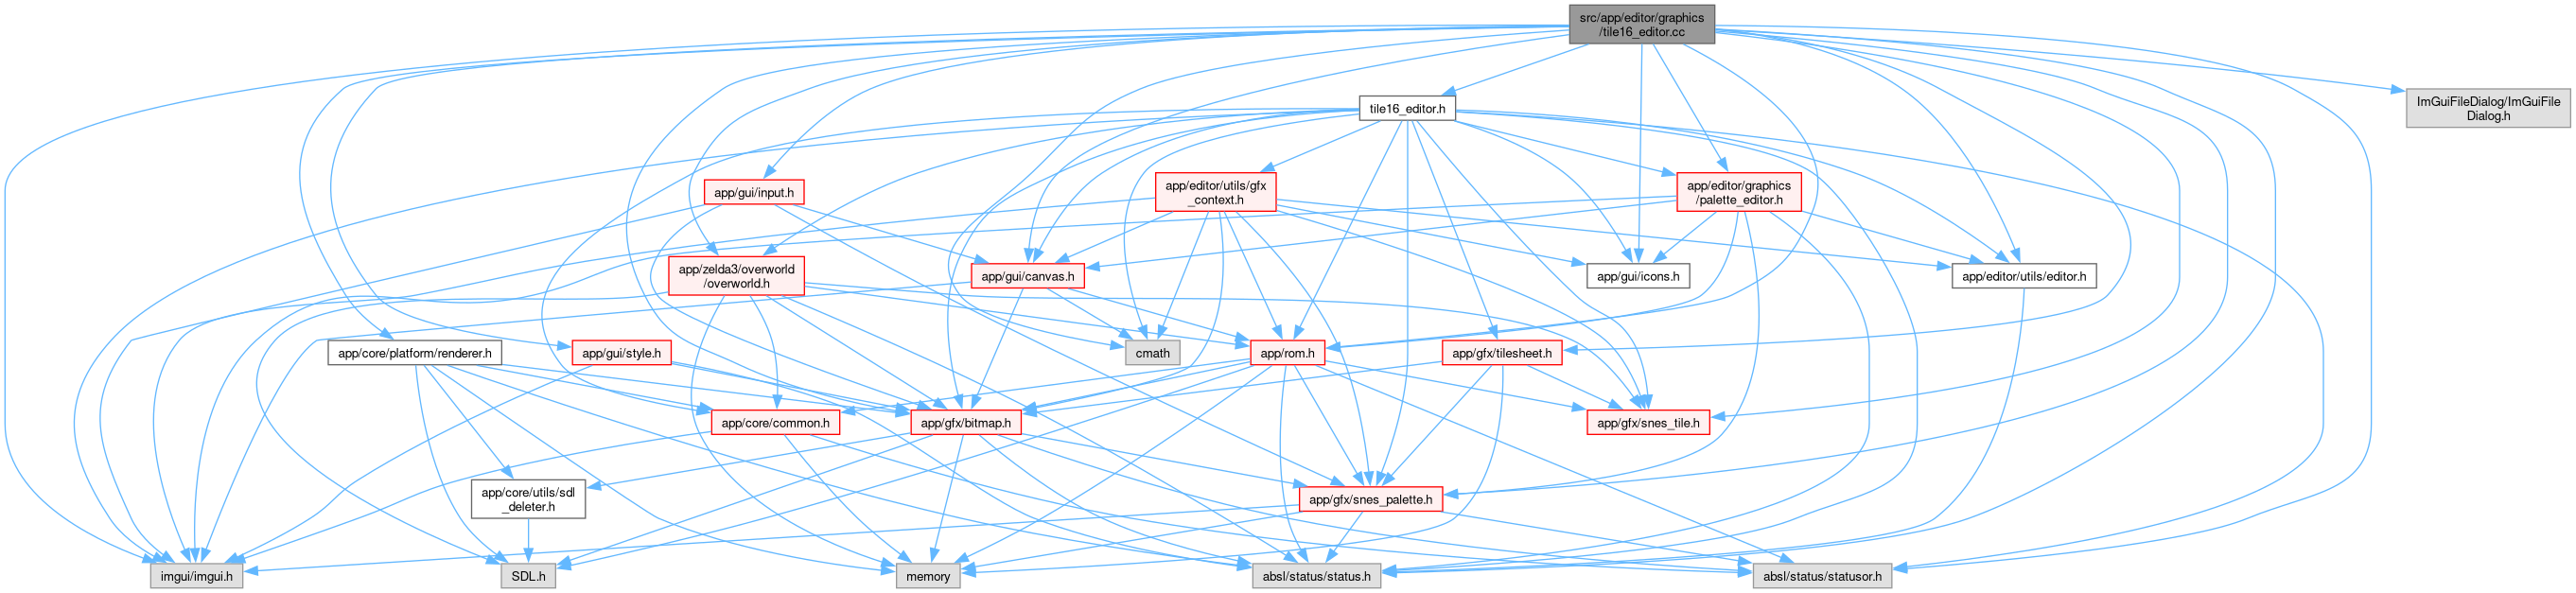 src/app/editor/graphics
/tile16_editor.cc
ImGuiFileDialog/ImGuiFile
Dialog.h
tile16_editor.h
app/gui/input.h
app/editor/utils/gfx
_context.h
app/editor/graphics
/palette_editor.h
app/zelda3/overworld
/overworld.h
app/gui/canvas.h
app/gui/icons.h
app/editor/utils/editor.h
app/core/platform/renderer.h
app/gui/style.h
cmath
app/rom.h
app/gfx/tilesheet.h
app/core/common.h
app/gfx/bitmap.h
app/gfx/snes_tile.h
app/core/utils/sdl
_deleter.h
app/gfx/snes_palette.h
imgui/imgui.h
SDL.h
memory
absl/status/status.h
absl/status/statusor.h